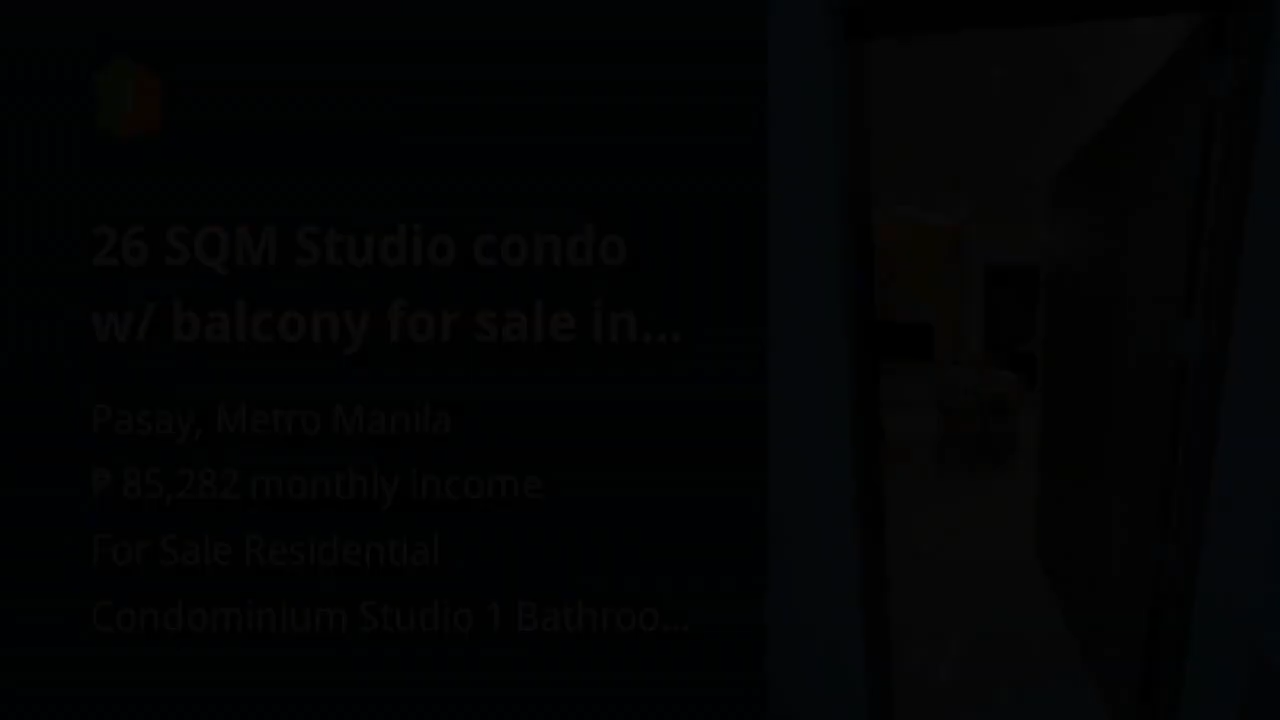 26 SQM Studio condo
w/ balcony for sale in...
Pasay, Metro Manila
₱ 85,282 monthly income
For Sale Residential
Condominium Studio 1 Bathroo...